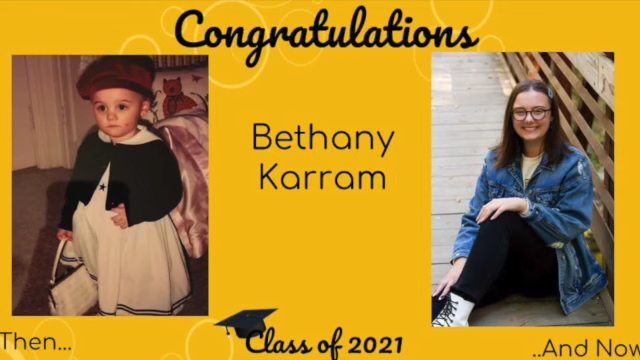 Congratulations
Bethany
Karram
Then...
Class of 2021
..And Now